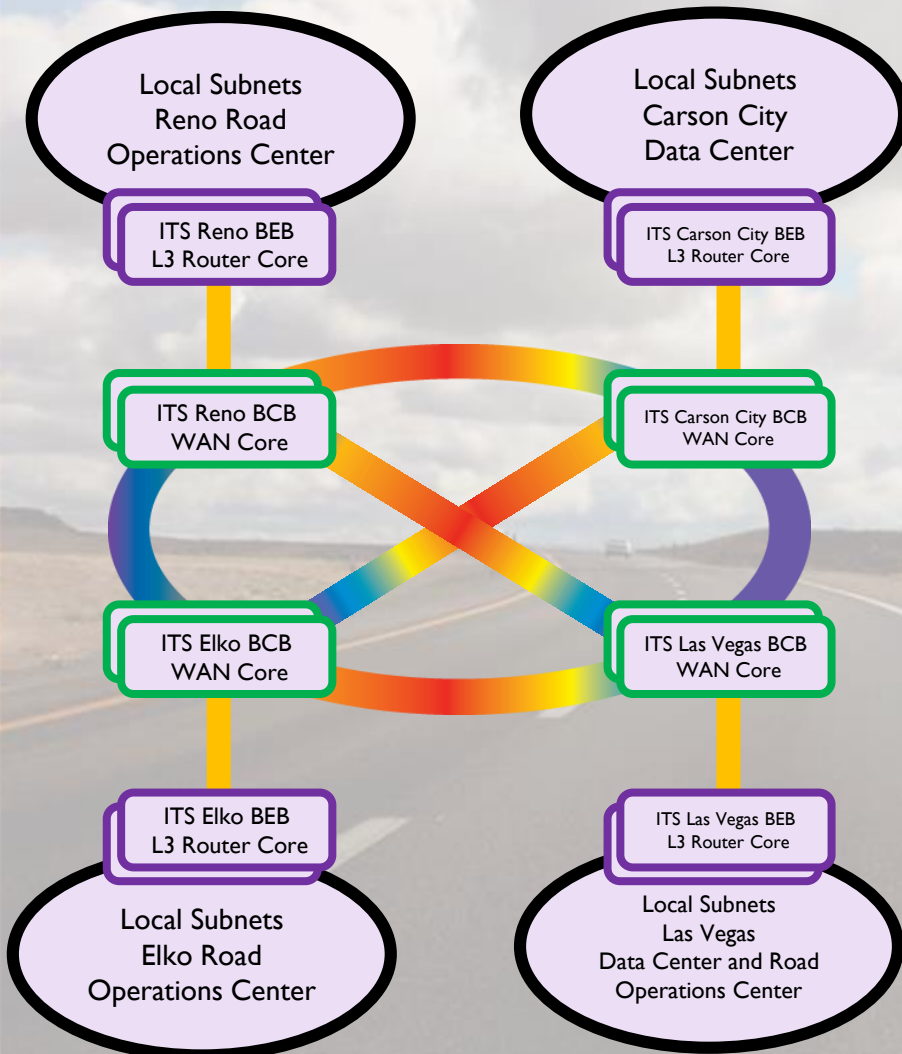 Local Subnets
Reno Road
Operations Center
Local Subnets
Carson City
Data Center
ITS Reno BEB
L3 Router Core
ITS Carson City BEB
L3 Router Core
ITS Reno BCB
WAN Core
ITS Carson City BCB
WAN Core
ITS Elko BCB
WAN Core
ITS Las Vegas BCB
WAN Core
ITS Elko BEB
L3 Router Core
ITS Las Vegas BEB
L3 Router Core
Local Subnets
Elko Road
Operations Center
Local Subnets
Las Vegas
Data Center and Road
Operations Center